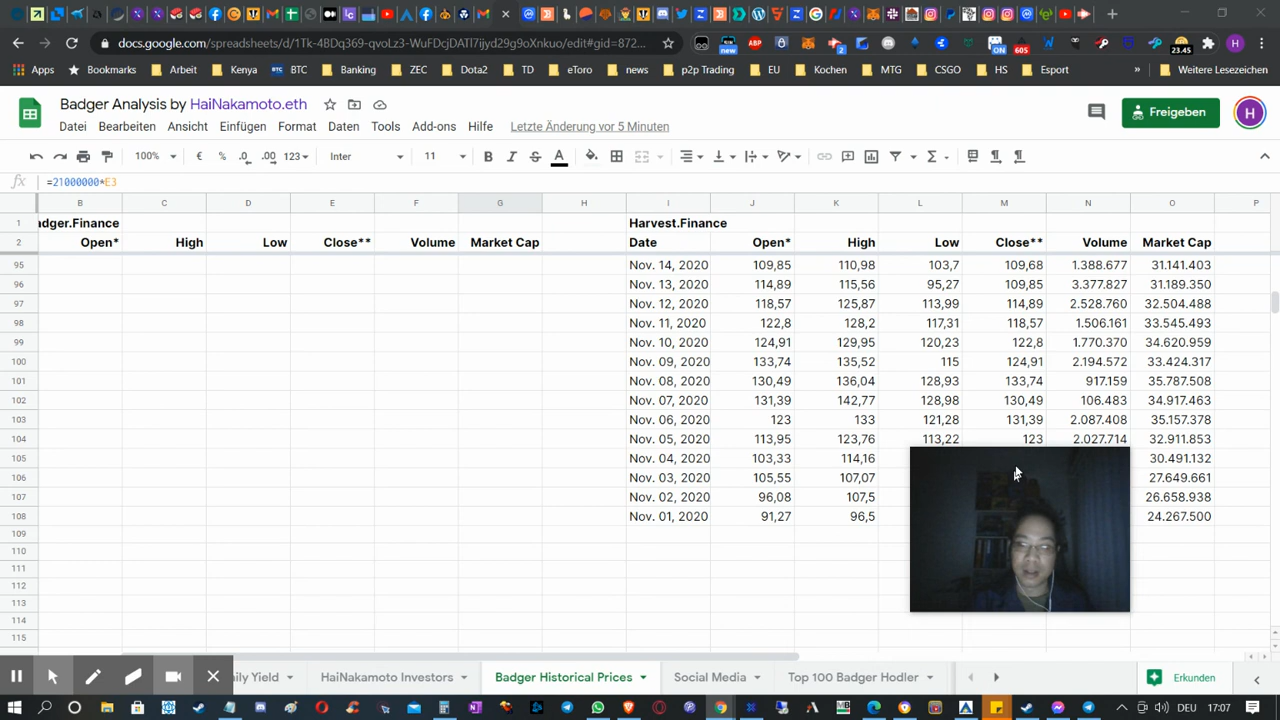 docs.google.com/spreadsheets/d/1Tk-4BDq369-qvoLz3-WuFDcjDATl7jivd29g9oXnkuo/edit#gid=872...
ABP
new
2
ON
605
23.45
H
Apps
Bookmarks
Arbeit
Kenya
BTC
BTC
Banking
ZEC
Dota2
TD
eToro
news
p2p Trading
EU
Kochen
MTG
CSGO
HS
Esport
»
Weitere Lesezeichen
Badger Analysis by HaiNakamoto.eth
Freigeben
H
Datei Bearbeiten Ansicht Einfügen Format Daten Tools Add-ons Hilfe Letzte Änderung vor 5 Minuten
100% € % .0 .00 123 Inter 11 B I S A
fx =21000000*E3
B C D E F G H I J K L M N O P
1 adger.Finance Harvest.Finance
2 Open* High Low Close** Volume Market Cap Date Open* High Low Close** Volume Market Cap
95 Nov. 14, 2020 109,85 110,98 103,7 109,68 1.388.677 31.141.403
96 Nov. 13, 2020 114,89 115,56 95,27 109,85 3.377.827 31.189.350
97 Nov. 12, 2020 118,57 125,87 113,99 114,89 2.528.760 32.504.488
98 Nov. 11, 2020 122,8 128,2 117,31 118,57 1.506.161 33.545.493
99 Nov. 10, 2020 124,91 129,95 120,23 122,8 1.770.370 34.620.959
100 Nov. 09, 2020 133,74 135,52 115 124,91 2.194.572 33.424.317
101 Nov. 08, 2020 130,49 136,04 128,93 133,74 917.159 35.787.508
102 Nov. 07, 2020 131,39 142,77 128,98 130,49 106.483 34.917.463
103 Nov. 06, 2020 123 133 121,28 131,39 2.087.408 35.157.378
104 Nov. 05, 2020 113,95 123,76 113,22 123 2.027.714 32.911.853
105 Nov. 04, 2020 103,33 114,16 30.491.132
106 Nov. 03, 2020 105,55 107,07 27.649.661
107 Nov. 02, 2020 96,08 107,5 26.658.938
108 Nov. 01, 2020 91,27 96,5 24.267.500
109
110
111
112
113
114
115
ily Yield HaiNakamoto Investors Badger Historical Prices Social Media Top 100 Badger Hodler Erkunden
DEU 17:07